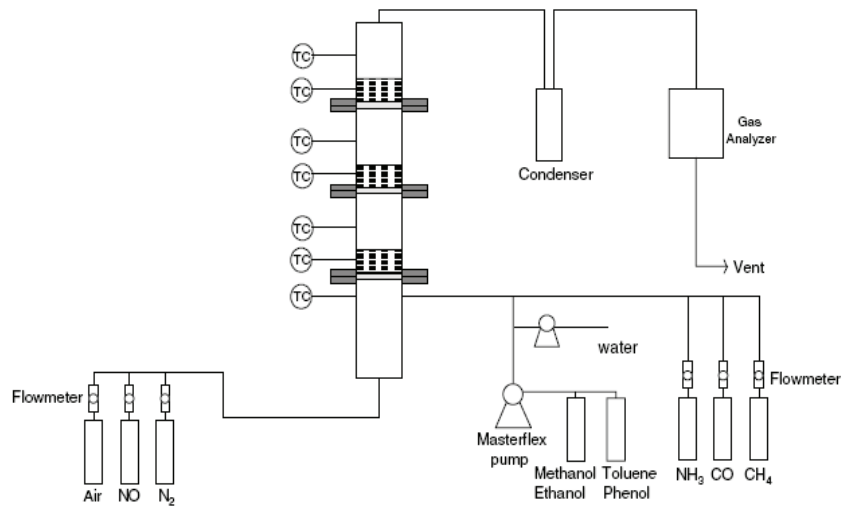 TC
TC
TC
TC
TC
TC
TC
Condenser
Gas
Analyzer
Vent
water
Flowmeter
Flowmeter
Masterflex
pump
Methanol
Ethanol
Toluene
Phenol
NH₃
CO
CH₄
Air
NO
N₂